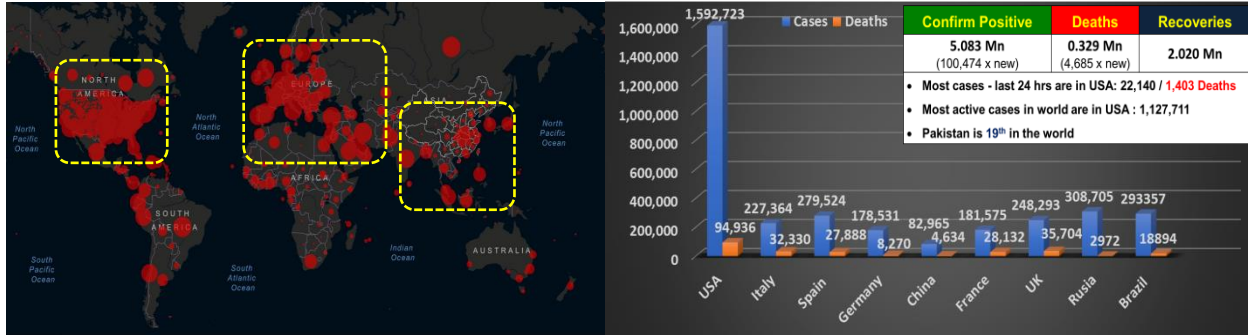 NORTH
AMERICA
EUROPE
ASIA
North
Pacific
Ocean
North
Atlantic
Ocean
North
Pacific
Ocean
AFRICA
SOUTH
AMERICA
Indian
Ocean
AUSTRALIA
South
Pacific
Ocean
South
Atlantic
Ocean
Cases Deaths
1,592,723
1,600,000
1,400,000
1,200,000
1,000,000
800,000
600,000
400,000
200,000
0
94,936
227,364
32,330
279,524
27,888
178,531
8,270
82,965
4,634
181,575
28,132
248,293
35,704
308,705
2972
293357
18894
USA
Italy
Spain
Germany
China
France
UK
Rusia
Brazil
Confirm Positive Deaths Recoveries
5.083 Mn 0.329 Mn 2.020 Mn
(100,474 x new) (4,685 x new)
• Most cases - last 24 hrs are in USA: 22,140 / 1,403 Deaths
• Most active cases in world are in USA : 1,127,711
• Pakistan is 19th in the world